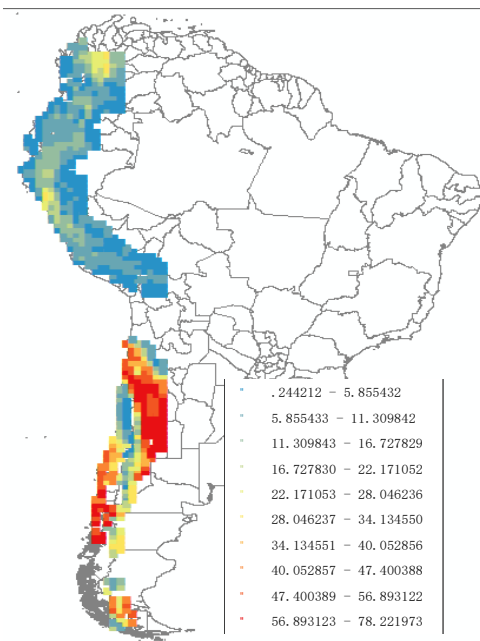 .244212 - 5.855432
5.855433 - 11.309842
11.309843 - 16.727829
16.727830 - 22.171052
22.171053 - 28.046236
28.046237 - 34.134550
34.134551 - 40.052856
40.052857 - 47.400388
47.400389 - 56.893122
56.893123 - 78.221973